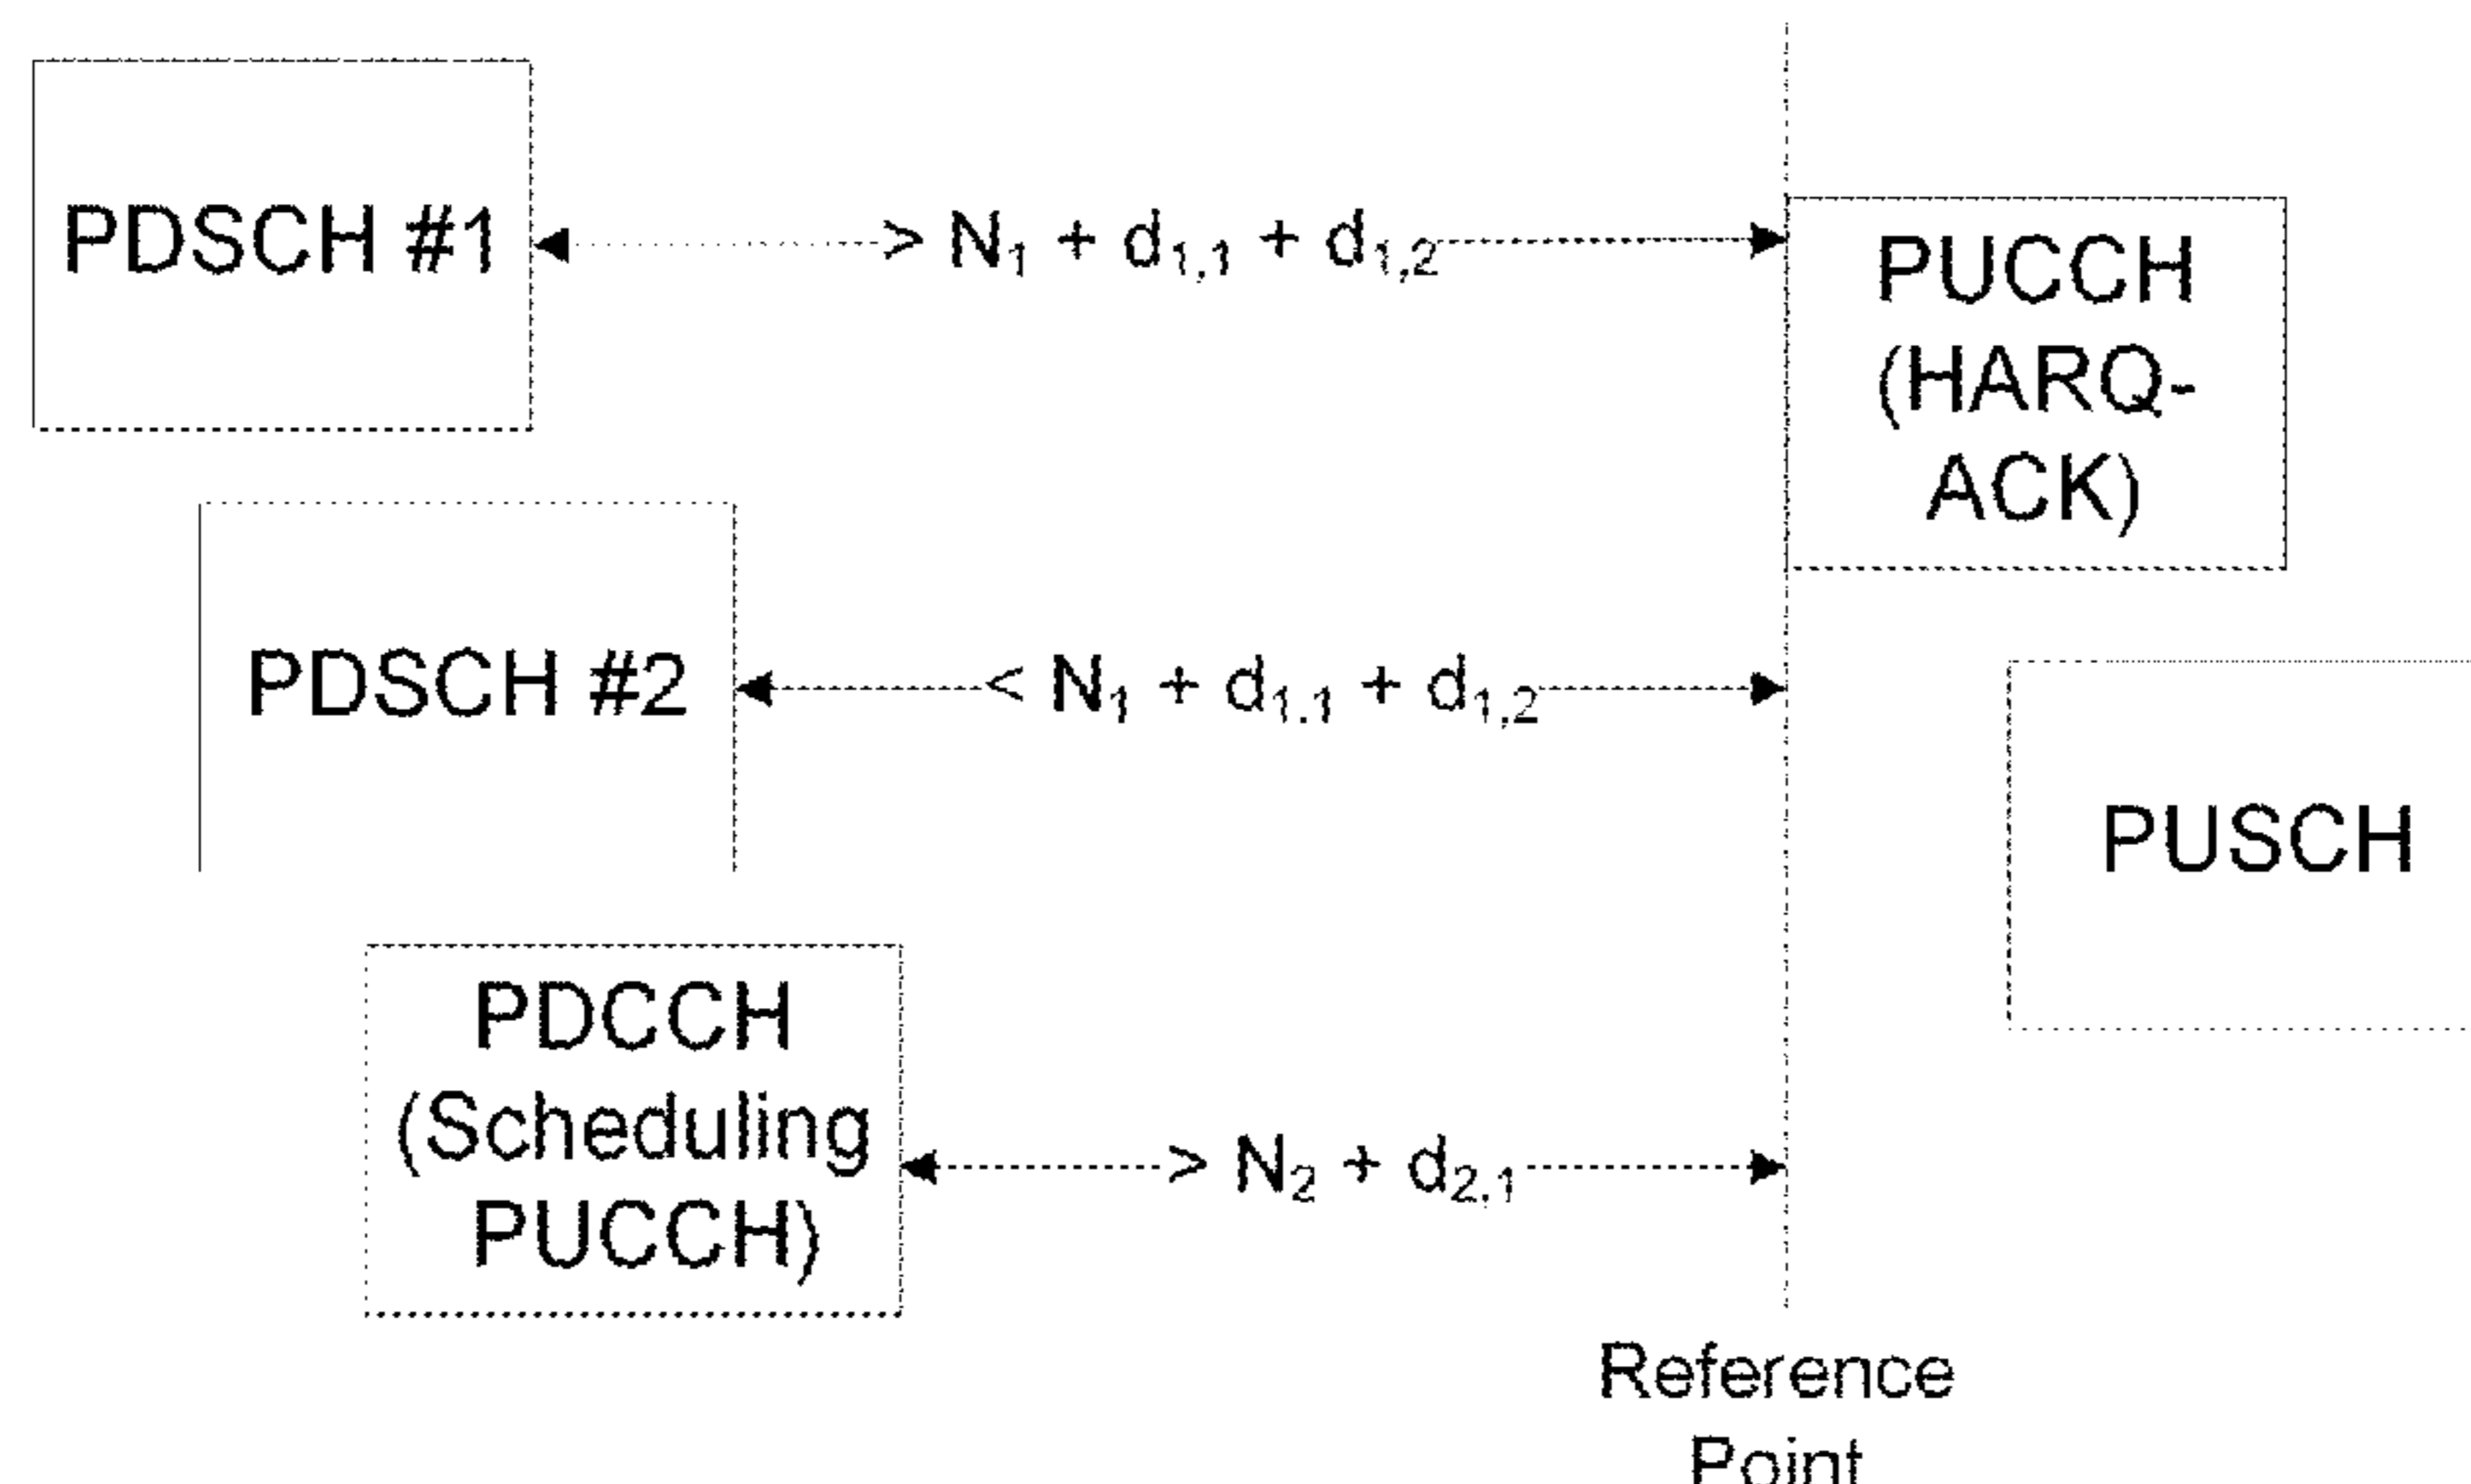 PDSCH #1
> N₁ + d₁,₁ + d₁,₂
PUCCH
(HARQ-
ACK)
PDSCH #2
< N₁ + d₁,₁ + d₁,₂
PUSCH
PDCCH
(Scheduling
PUCCH)
> N₂ + d₂,₁
Reference
Point